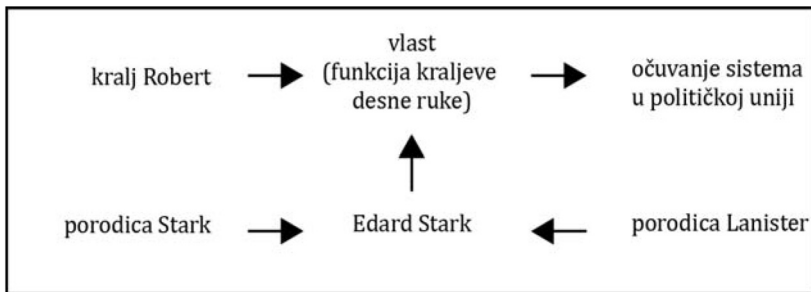 kralj Robert
vlast
(funkcija kraljeve
desne ruke)
očuvanje sistema
u političkoj uniji
porodica Stark
Edard Stark
porodica Lanister